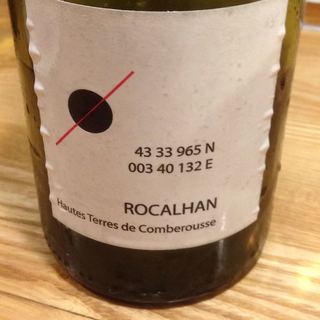 43 33 965 N
003 40 132 E
ROCALHAN
Hautes Terres de Comberousse